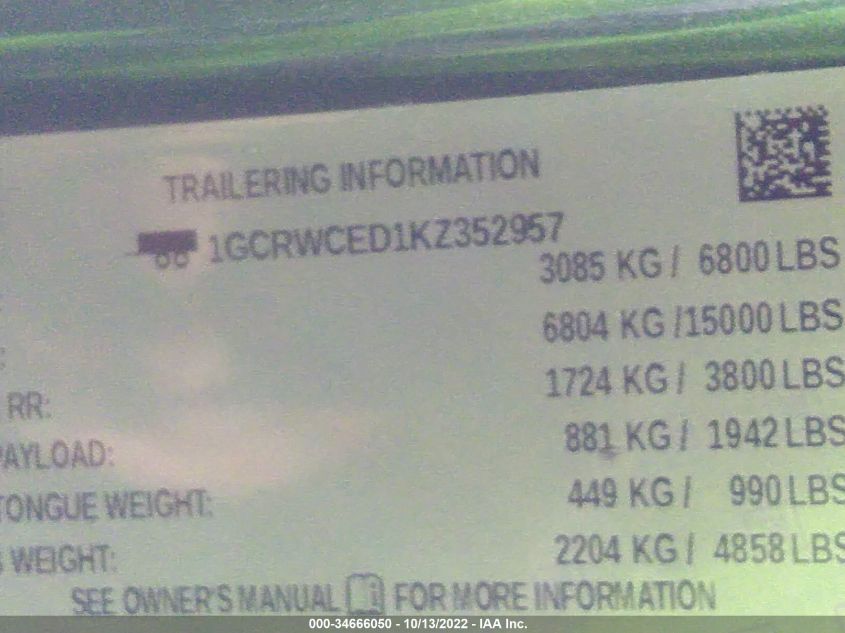 TRAILERING INFORMATION
1GCRWCED1KZ352957
3085 KG / 6800 LBS
: 6804 KG /15000 LBS
RR: 1724 KG / 3800 LBS
PAYLOAD: 881 KG / 1942 LBS
TONGUE WEIGHT: 449 KG / 990 LBS
WEIGHT: 2204 KG / 4858 LBS
SEE OWNER'S MANUAL FOR MORE INFORMATION
000-34666050 - 10/13/2022 - IAA Inc.